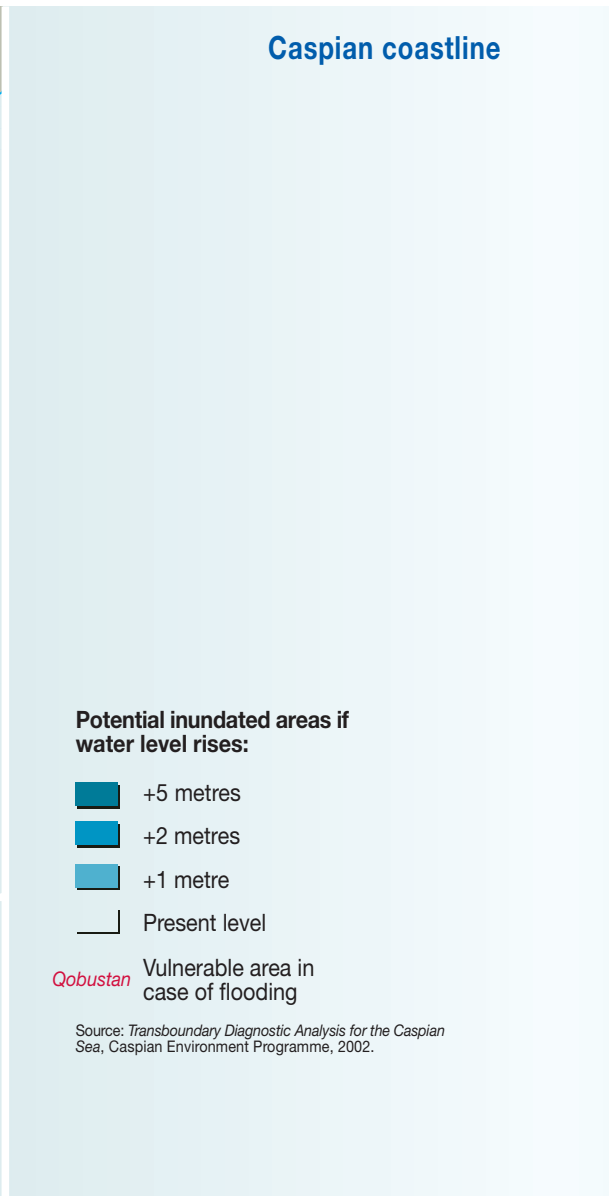 Caspian coastline
Potential inundated areas if
water level rises:
+5 metres
+2 metres
+1 metre
Present level
Qobustan Vulnerable area in
case of flooding
Source: Transboundary Diagnostic Analysis for the Caspian
Sea, Caspian Environment Programme, 2002.